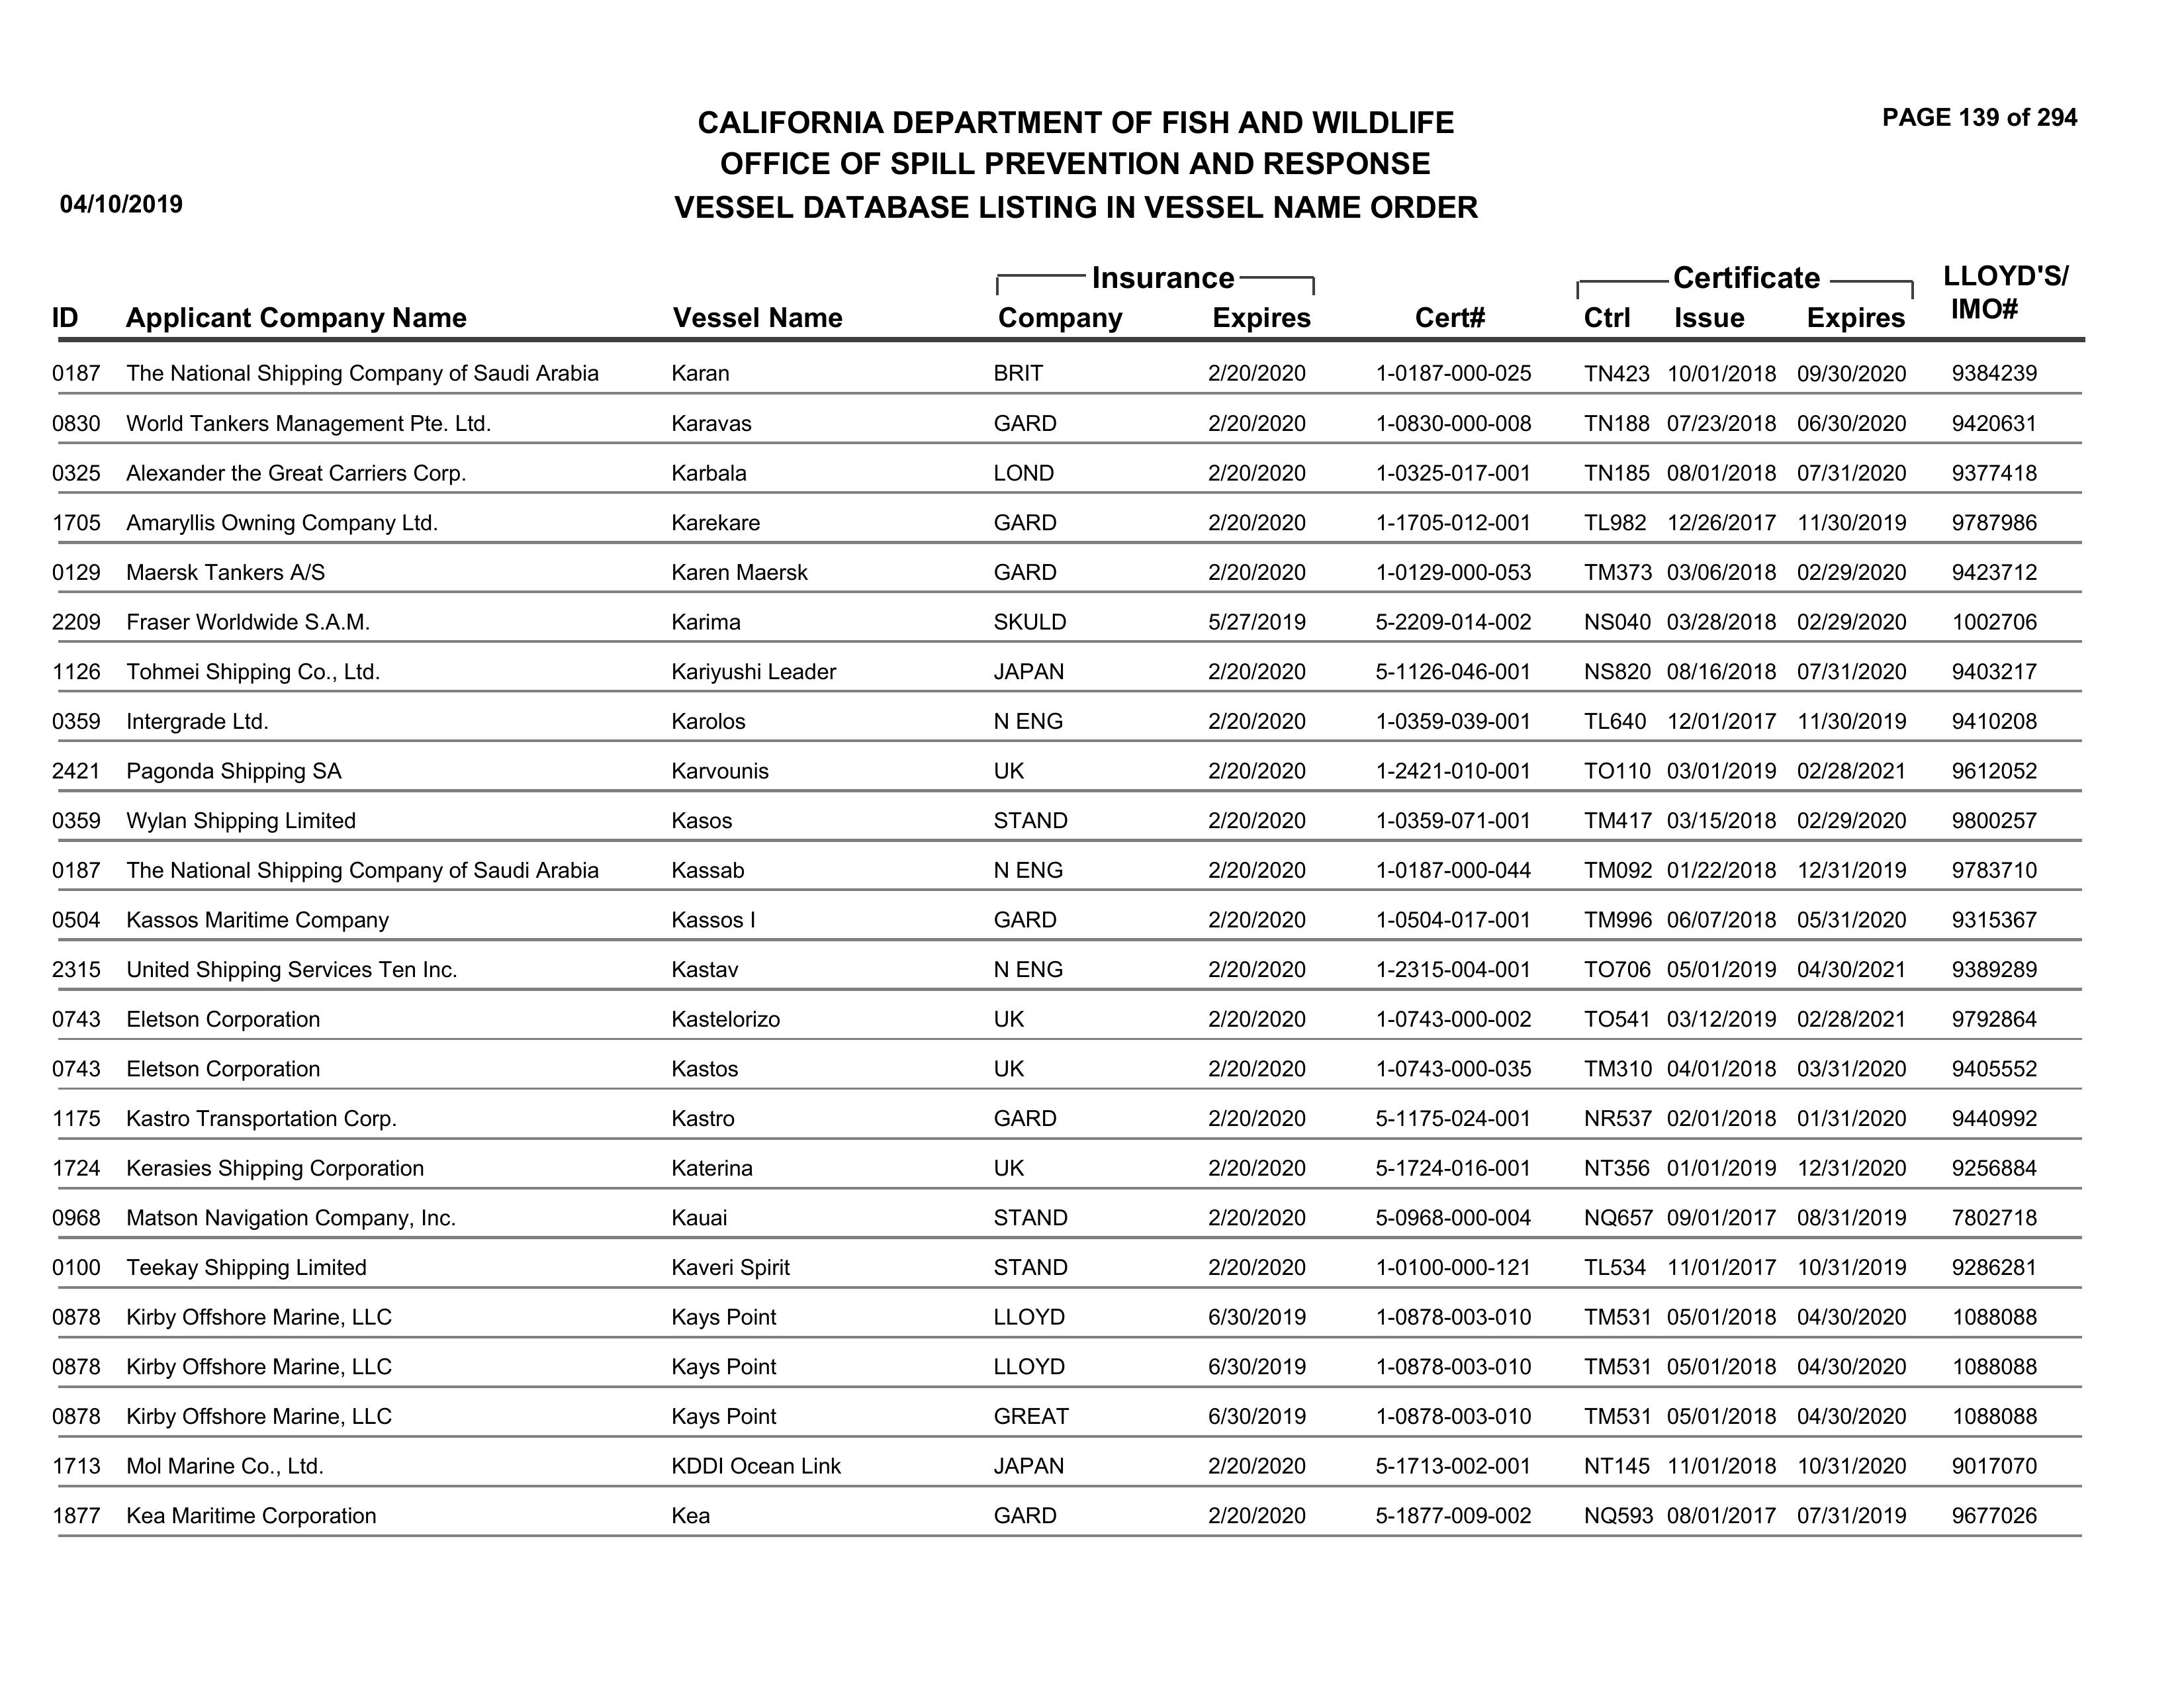 PAGE 139 of 294
CALIFORNIA DEPARTMENT OF FISH AND WILDLIFE
OFFICE OF SPILL PREVENTION AND RESPONSE
04/10/2019 VESSEL DATABASE LISTING IN VESSEL NAME ORDER
Insurance Certificate LLOYD'S/
ID Applicant Company Name Vessel Name Company Expires Cert# Ctrl Issue Expires IMO#
0187 The National Shipping Company of Saudi Arabia Karan BRIT 2/20/2020 1-0187-000-025 TN423 10/01/2018 09/30/2020 9384239
0830 World Tankers Management Pte. Ltd. Karavas GARD 2/20/2020 1-0830-000-008 TN188 07/23/2018 06/30/2020 9420631
0325 Alexander the Great Carriers Corp. Karbala LOND 2/20/2020 1-0325-017-001 TN185 08/01/2018 07/31/2020 9377418
1705 Amaryllis Owning Company Ltd. Karekare GARD 2/20/2020 1-1705-012-001 TL982 12/26/2017 11/30/2019 9787986
0129 Maersk Tankers A/S Karen Maersk GARD 2/20/2020 1-0129-000-053 TM373 03/06/2018 02/29/2020 9423712
2209 Fraser Worldwide S.A.M. Karima SKULD 5/27/2019 5-2209-014-002 NS040 03/28/2018 02/29/2020 1002706
1126 Tohmei Shipping Co., Ltd. Kariyushi Leader JAPAN 2/20/2020 5-1126-046-001 NS820 08/16/2018 07/31/2020 9403217
0359 Intergrade Ltd. Karolos N ENG 2/20/2020 1-0359-039-001 TL640 12/01/2017 11/30/2019 9410208
2421 Pagonda Shipping SA Karvounis UK 2/20/2020 1-2421-010-001 TO110 03/01/2019 02/28/2021 9612052
0359 Wylan Shipping Limited Kasos STAND 2/20/2020 1-0359-071-001 TM417 03/15/2018 02/29/2020 9800257
0187 The National Shipping Company of Saudi Arabia Kassab N ENG 2/20/2020 1-0187-000-044 TM092 01/22/2018 12/31/2019 9783710
0504 Kassos Maritime Company Kassos I GARD 2/20/2020 1-0504-017-001 TM996 06/07/2018 05/31/2020 9315367
2315 United Shipping Services Ten Inc. Kastav N ENG 2/20/2020 1-2315-004-001 TO706 05/01/2019 04/30/2021 9389289
0743 Eletson Corporation Kastelorizo UK 2/20/2020 1-0743-000-002 TO541 03/12/2019 02/28/2021 9792864
0743 Eletson Corporation Kastos UK 2/20/2020 1-0743-000-035 TM310 04/01/2018 03/31/2020 9405552
1175 Kastro Transportation Corp. Kastro GARD 2/20/2020 5-1175-024-001 NR537 02/01/2018 01/31/2020 9440992
1724 Kerasies Shipping Corporation Katerina UK 2/20/2020 5-1724-016-001 NT356 01/01/2019 12/31/2020 9256884
0968 Matson Navigation Company, Inc. Kauai STAND 2/20/2020 5-0968-000-004 NQ657 09/01/2017 08/31/2019 7802718
0100 Teekay Shipping Limited Kaveri Spirit STAND 2/20/2020 1-0100-000-121 TL534 11/01/2017 10/31/2019 9286281
0878 Kirby Offshore Marine, LLC Kays Point LLOYD 6/30/2019 1-0878-003-010 TM531 05/01/2018 04/30/2020 1088088
0878 Kirby Offshore Marine, LLC Kays Point LLOYD 6/30/2019 1-0878-003-010 TM531 05/01/2018 04/30/2020 1088088
0878 Kirby Offshore Marine, LLC Kays Point GREAT 6/30/2019 1-0878-003-010 TM531 05/01/2018 04/30/2020 1088088
1713 Mol Marine Co., Ltd. KDDI Ocean Link JAPAN 2/20/2020 5-1713-002-001 NT145 11/01/2018 10/31/2020 9017070
1877 Kea Maritime Corporation Kea GARD 2/20/2020 5-1877-009-002 NQ593 08/01/2017 07/31/2019 9677026